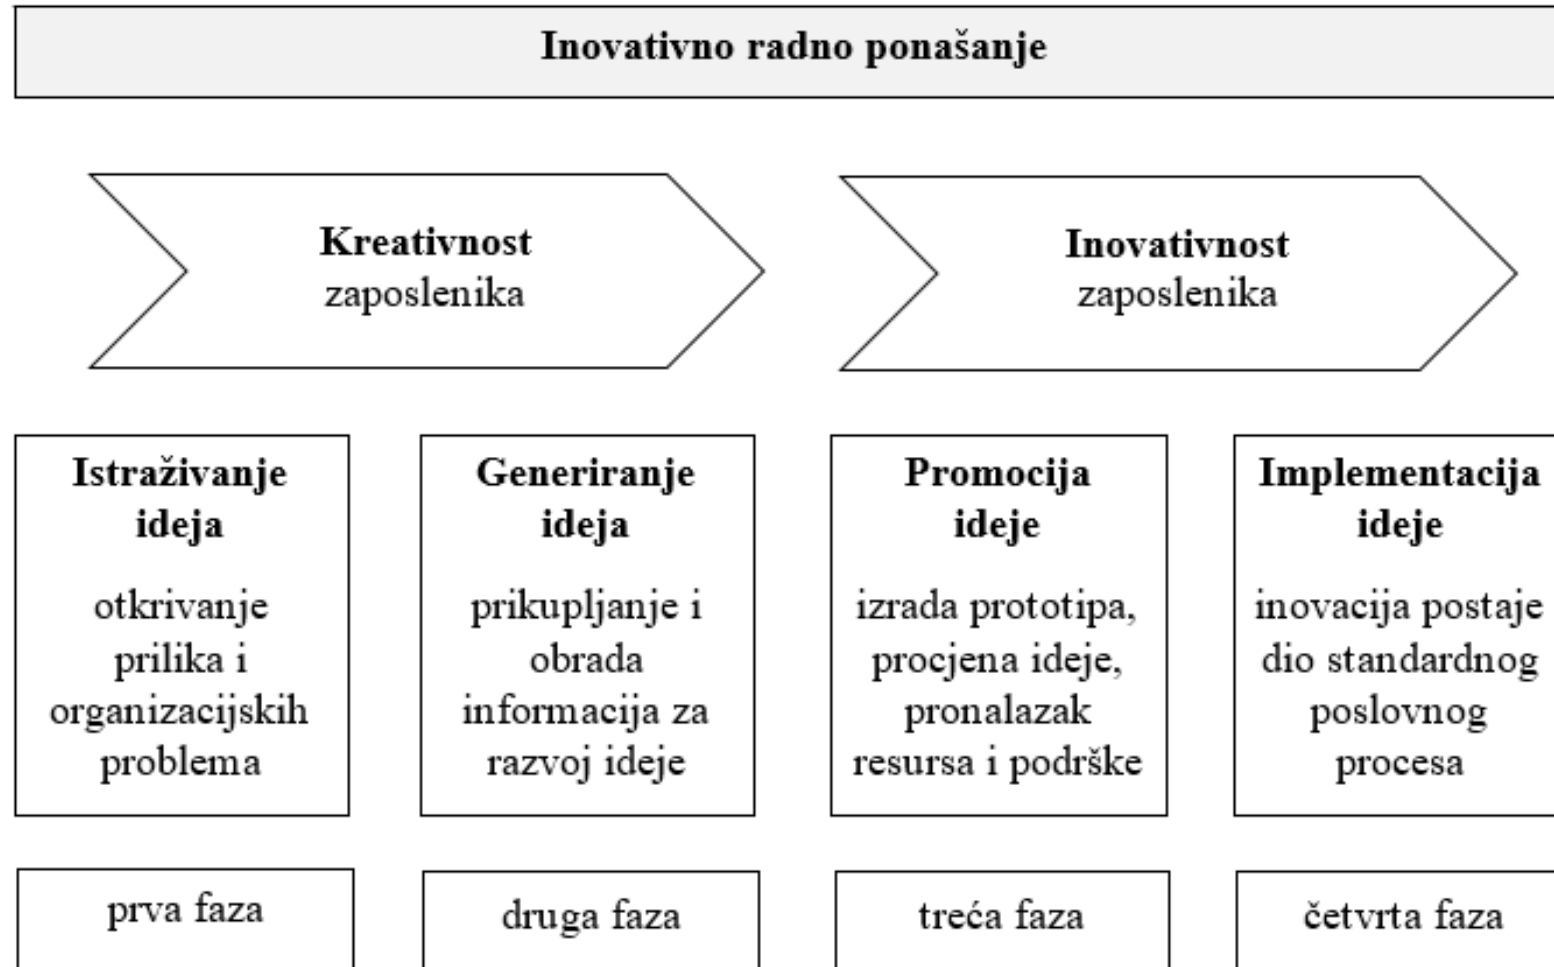 Inovativno radno ponašanje
Kreativnost
zaposlenika
Inovativnost
zaposlenika
Istraživanje
ideja
otkrivanje
prilika i
organizacijskih
problema
Generiranje
ideja
prikupljanje i
obrada
informacija za
razvoj ideje
Promocija
ideje
izrada prototipa,
procjena ideje,
pronalazak
resursa i podrške
Implementacija
ideje
inovacija postaje
dio standardnog
poslovnog
procesa
prva faza
druga faza
treća faza
četvrta faza